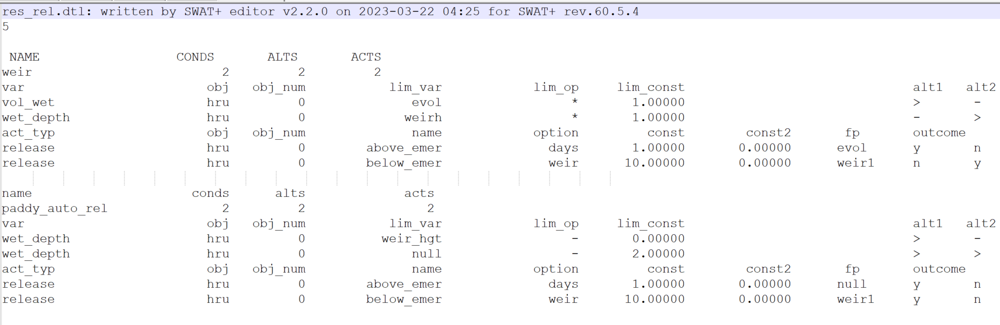 res_rel.dtl: written by SWAT+ editor v2.2.0 on 2023-03-22 04:25 for SWAT+ rev.60.5.4
5
NAME CONDS ALTS ACTS
weir 2 2 2
var obj obj_num lim_var lim_op lim_const alt1 alt2
vol_wet hru 0 evol * 1.00000 > -
wet_depth hru 0 weirh * 1.00000 - >
act_typ obj obj_num name option const const2 fp outcome
release hru 0 above_emer days 1.00000 0.00000 evol y n
release hru 0 below_emer weir 10.00000 0.00000 weir1 n y
name conds alts acts
paddy_auto_rel 2 2 2
var obj obj_num lim_var lim_op lim_const alt1 alt2
wet_depth hru 0 weir_hgt - 0.00000 > -
wet_depth hru 0 null - 2.00000 > >
act_typ obj obj_num name option const const2 fp outcome
release hru 0 above_emer days 1.00000 0.00000 null y n
release hru 0 below_emer weir 10.00000 0.00000 weir1 y n